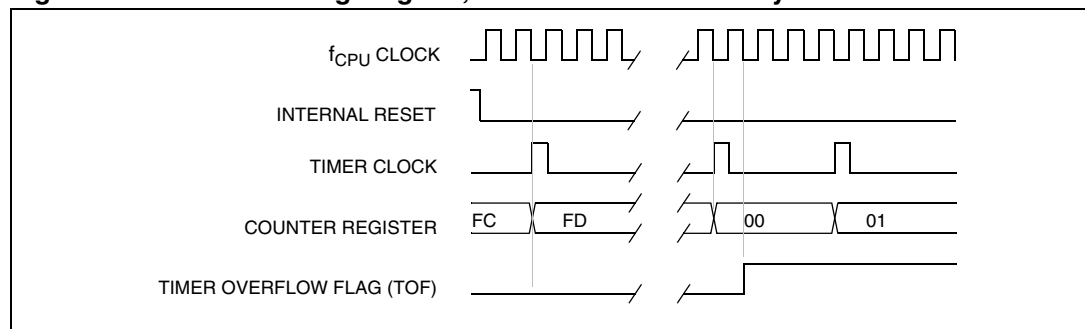 fCPU CLOCK
INTERNAL RESET
TIMER CLOCK
COUNTER REGISTER FC FD 00 01
TIMER OVERFLOW FLAG (TOF)